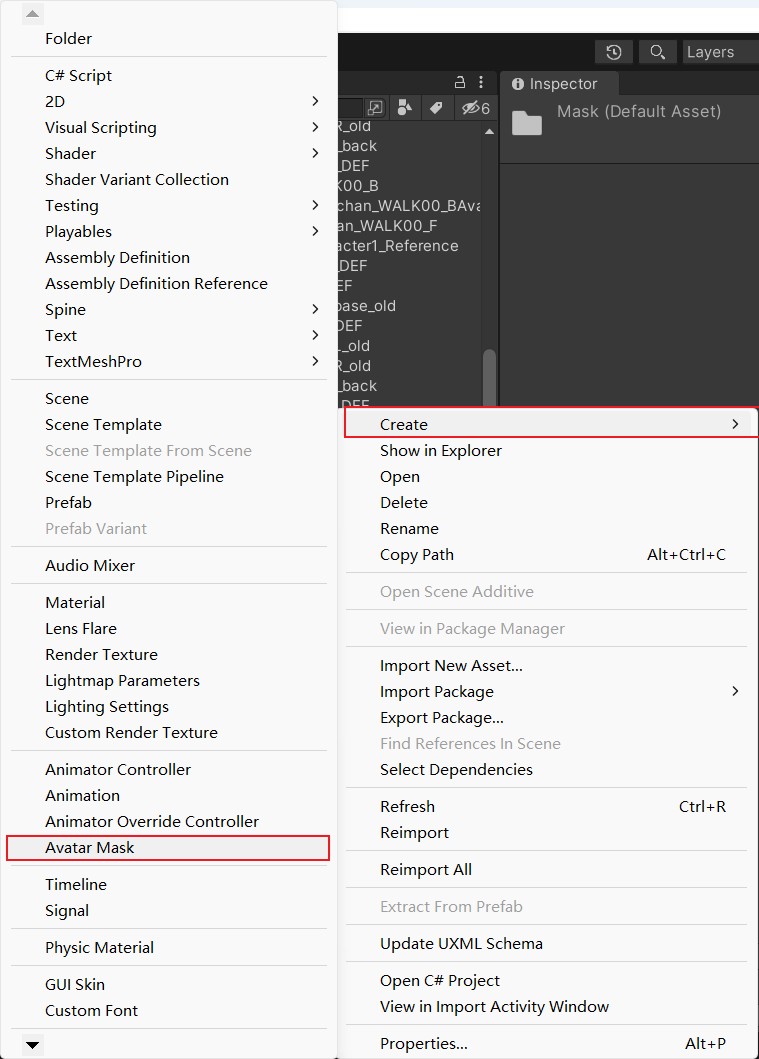 Folder
C# Script
2D
Visual Scripting
Shader
Shader Variant Collection
Testing
Playables
Assembly Definition
Assembly Definition Reference
Spine
Text
TextMeshPro
Scene
Scene Template
Scene Template From Scene
Scene Template Pipeline
Prefab
Prefab Variant
Audio Mixer
Material
Lens Flare
Render Texture
Lightmap Parameters
Lighting Settings
Custom Render Texture
Animator Controller
Animation
Animator Override Controller
Avatar Mask
Timeline
Signal
Physic Material
GUI Skin
Custom Font
Layers
Inspector
6
Mask (Default Asset)
R_old
_back
_DEF
K00_B
chan_WALK00_BAva
an_WALK00_F
acter1_Reference
_DEF
EF
base_old
DEF
L_old
R_old
_back
_DEF
Create
Show in Explorer
Open
Delete
Rename
Copy Path Alt+Ctrl+C
Open Scene Additive
View in Package Manager
Import New Asset...
Import Package
Export Package...
Find References In Scene
Select Dependencies
Refresh Ctrl+R
Reimport
Reimport All
Extract From Prefab
Update UXML Schema
Open C# Project
View in Import Activity Window
Properties... Alt+P